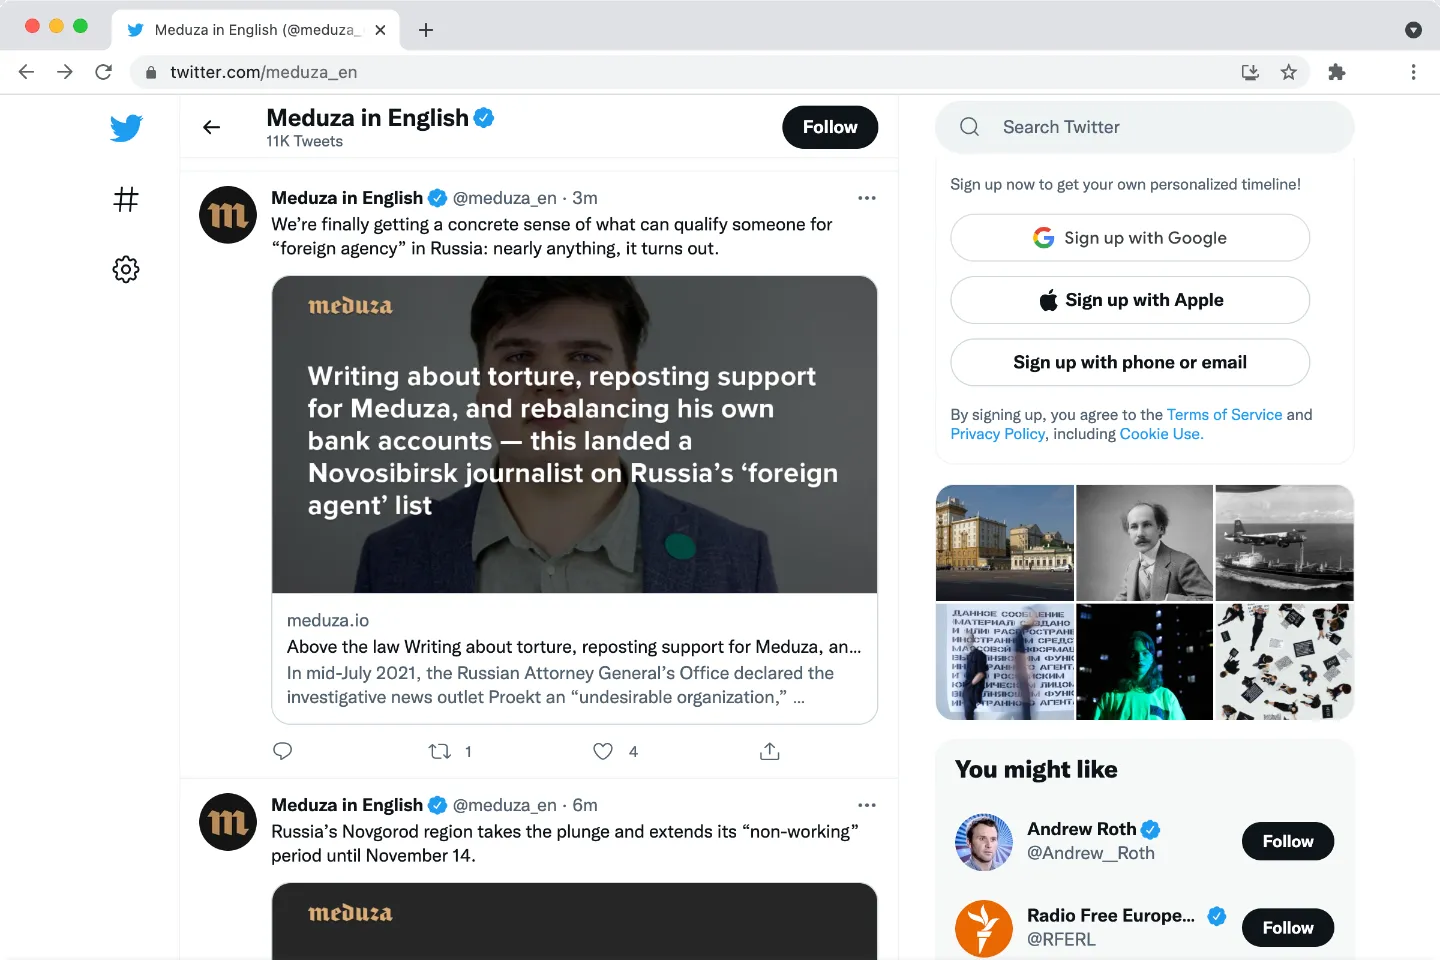 Meduza in English (@meduza_
twitter.com/meduza_en
Meduza in English
11K Tweets
Follow
Search Twitter
Meduza in English @meduza_en · 3m
We’re finally getting a concrete sense of what can qualify someone for
“foreign agency” in Russia: nearly anything, it turns out.
meduza
Writing about torture, reposting support
for Meduza, and rebalancing his own
bank accounts — this landed a
Novosibirsk journalist on Russia’s ‘foreign
agent’ list
meduza.io
Above the law Writing about torture, reposting support for Meduza, an...
In mid-July 2021, the Russian Attorney General’s Office declared the
investigative news outlet Proekt an “undesirable organization,” ...
1
4
Meduza in English @meduza_en · 6m
Russia’s Novgorod region takes the plunge and extends its “non-working”
period until November 14.
meduza
Sign up now to get your own personalized timeline!
Sign up with Google
Sign up with Apple
Sign up with phone or email
By signing up, you agree to the Terms of Service and
Privacy Policy, including Cookie Use.
ДАННОЕ СООБЩЕНИЕ
You might like
Andrew Roth
@Andrew__Roth
Follow
Radio Free Europe...
@RFERL
Follow